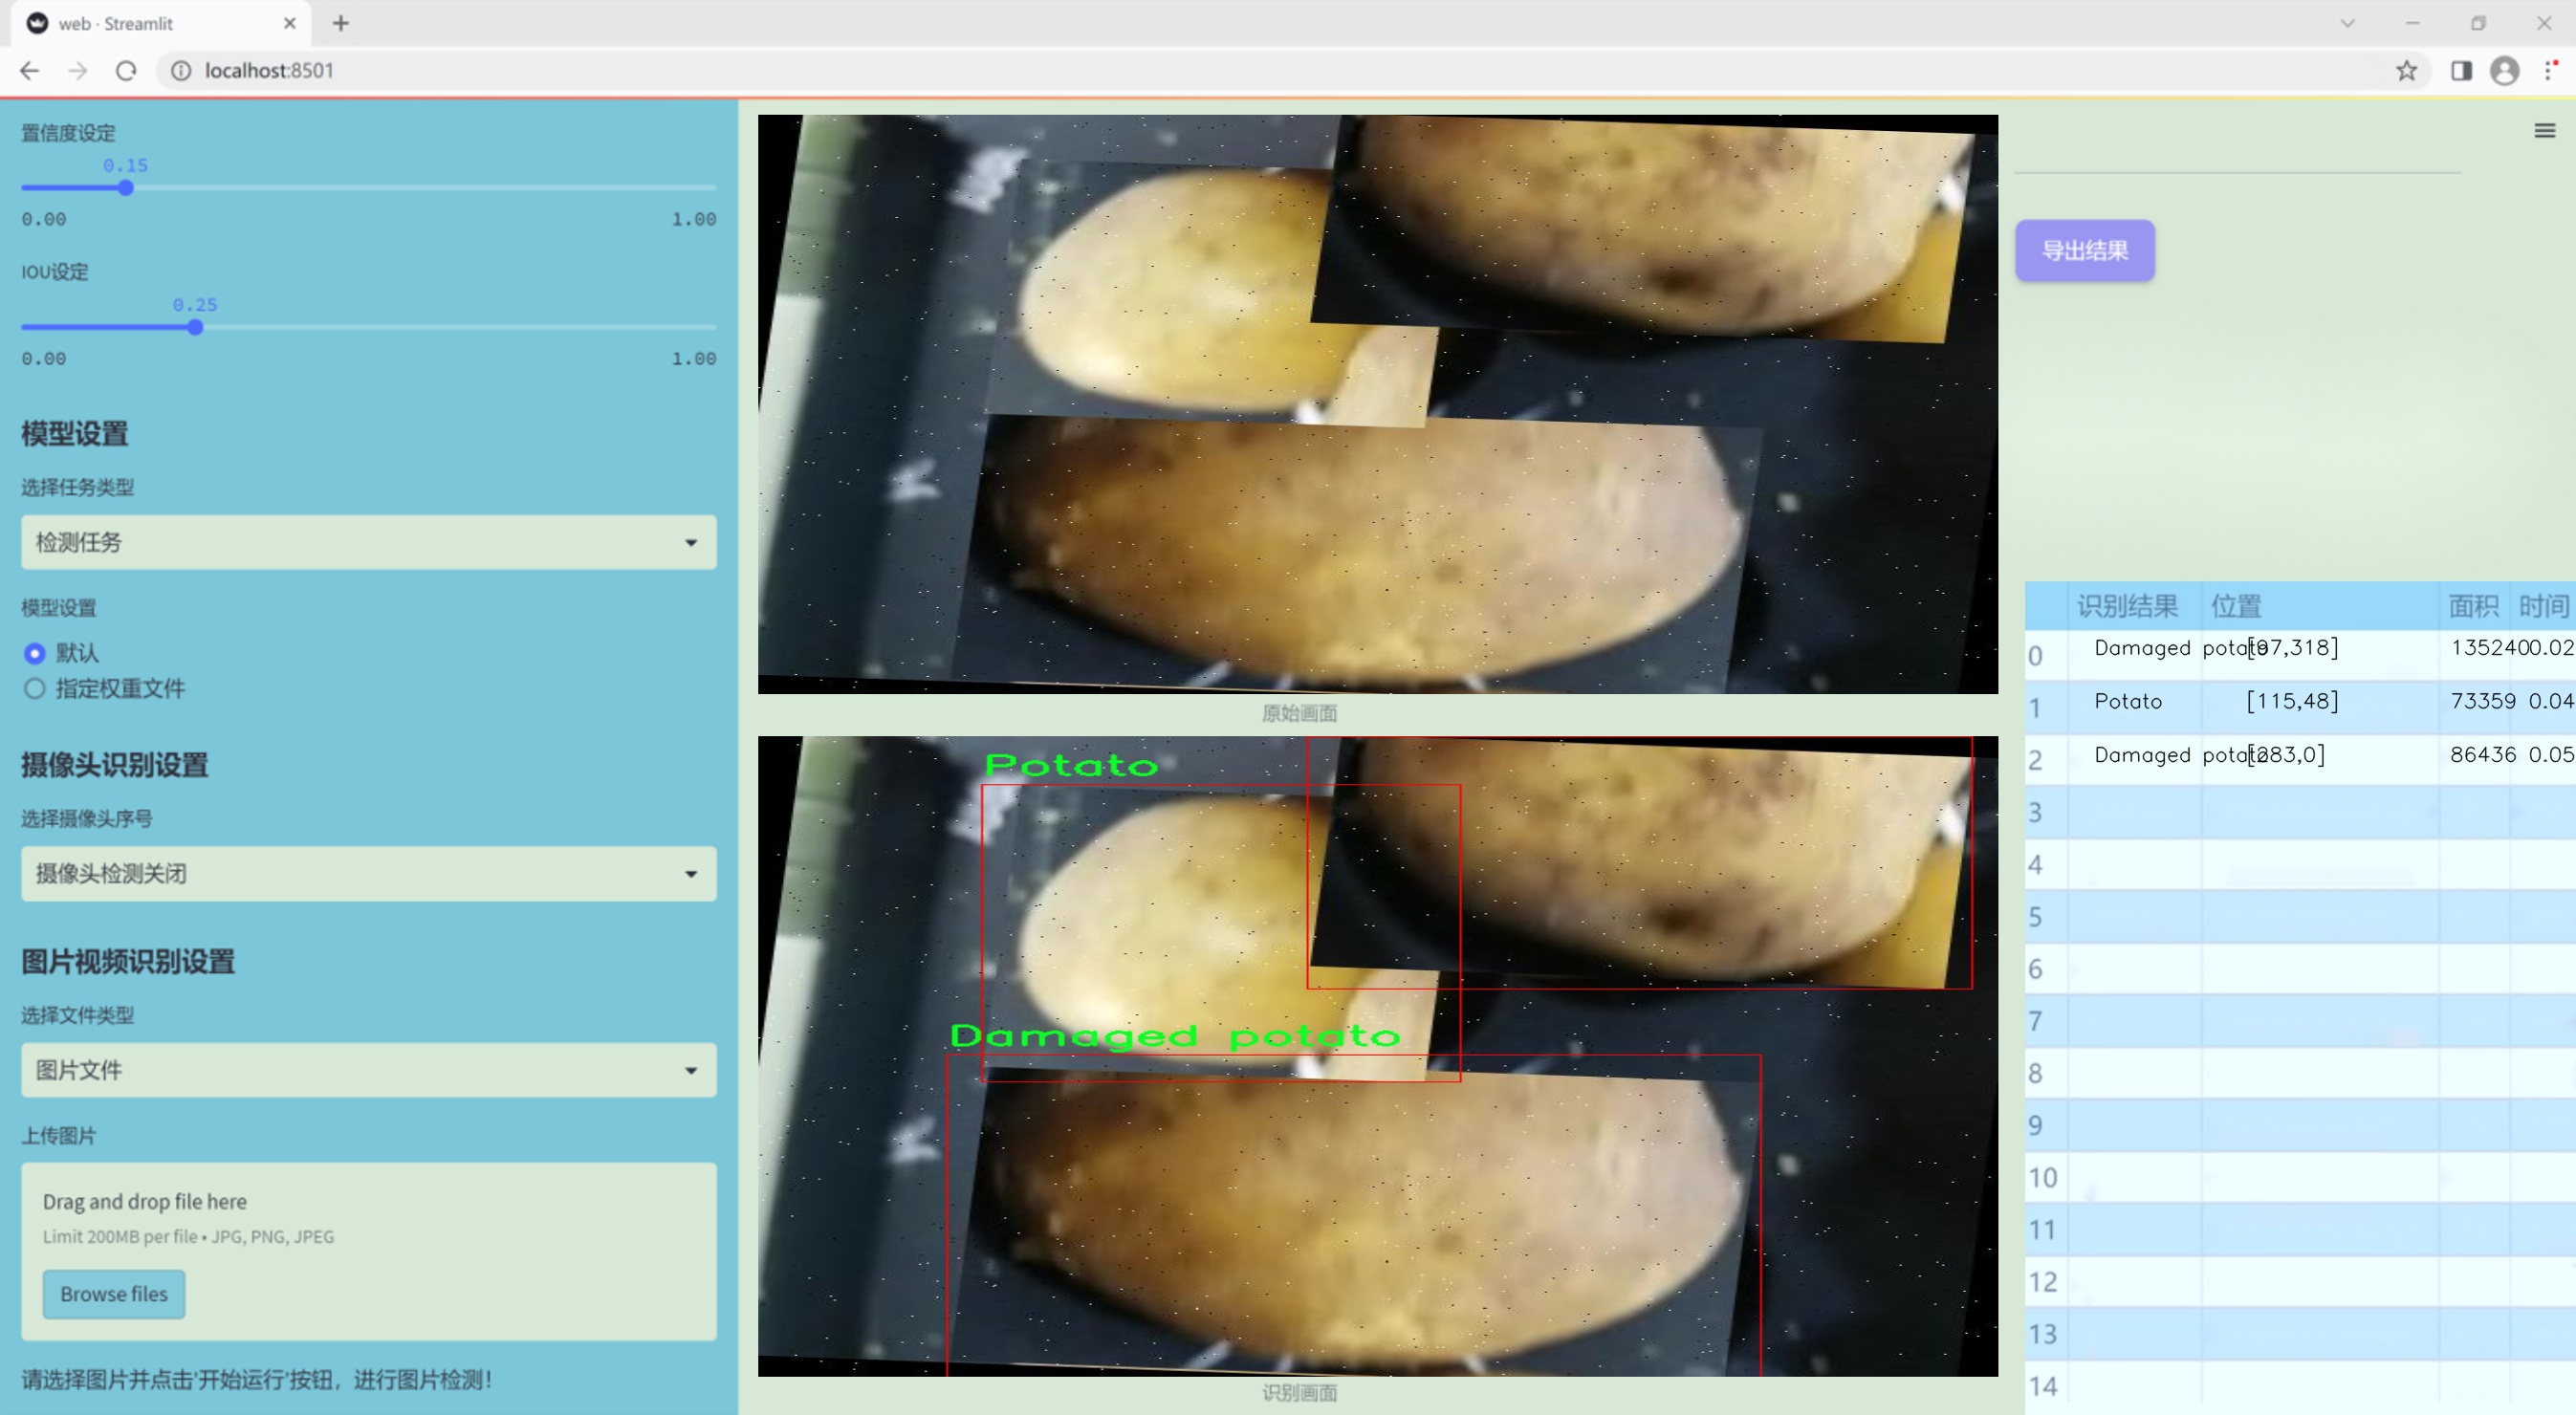 web · Streamlit
localhost:8501
置信度设定
0.15
0.00 1.00
IOU设定
0.25
0.00 1.00
模型设置
选择任务类型
检测任务
模型设置
默认
指定权重文件
摄像头识别设置
选择摄像头序号
摄像头检测关闭
图片视频识别设置
选择文件类型
图片文件
上传图片
Drag and drop file here
Limit 200MB per file • JPG, PNG, JPEG
Browse files
请选择图片并点击'开始运行'按钮，进行图片检测！
原始画面
Potato
Damaged potato
识别画面
导出结果
识别结果 位置 面积 时间
0 Damaged potato [97,318] 135240 0.02
1 Potato [115,48] 73359 0.04
2 Damaged potato [283,0] 86436 0.05
3
4
5
6
7
8
9
10
11
12
13
14